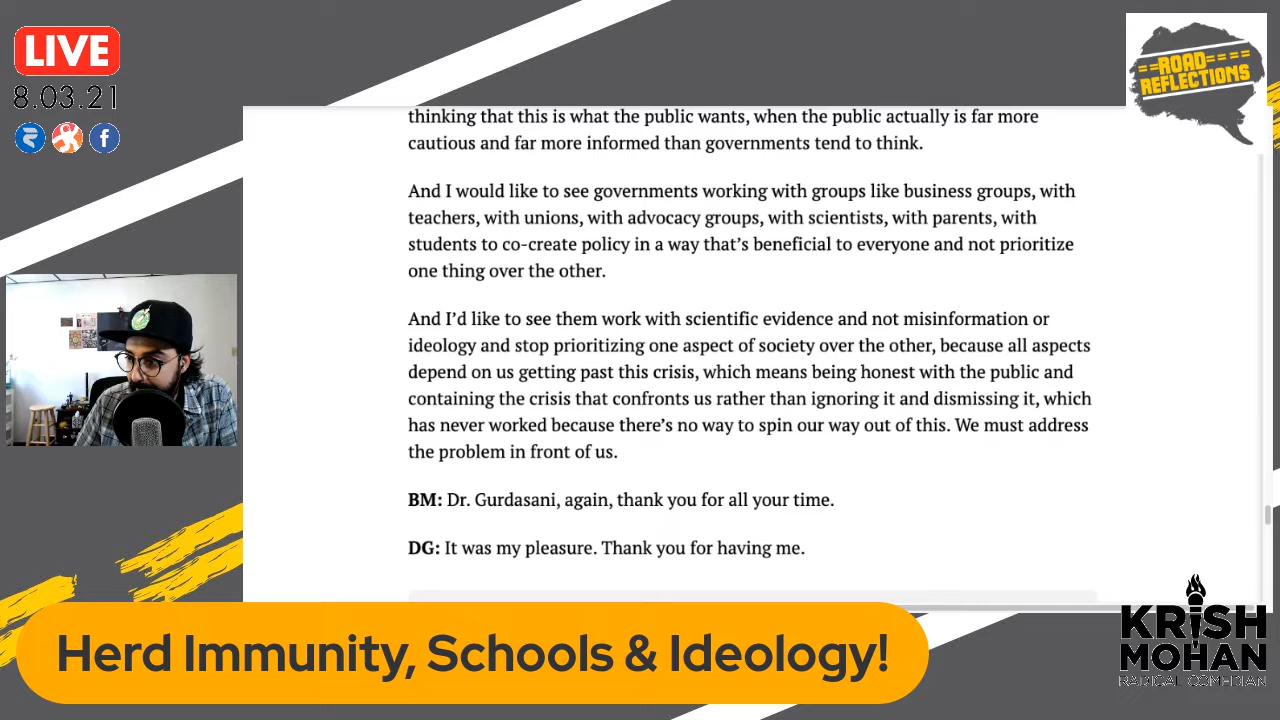 LIVE
8.03.21
==ROAD====
REFLECTIONS
thinking that this is what the public wants, when the public actually is far more
cautious and far more informed than governments tend to think.
And I would like to see governments working with groups like business groups, with
teachers, with unions, with advocacy groups, with scientists, with parents, with
students to co-create policy in a way that’s beneficial to everyone and not prioritize
one thing over the other.
And I’d like to see them work with scientific evidence and not misinformation or
ideology and stop prioritizing one aspect of society over the other, because all aspects
depend on us getting past this crisis, which means being honest with the public and
containing the crisis that confronts us rather than ignoring it and dismissing it, which
has never worked because there’s no way to spin our way out of this. We must address
the problem in front of us.
BM: Dr. Gurdasani, again, thank you for all your time.
DG: It was my pleasure. Thank you for having me.
Herd Immunity, Schools & Ideology!
KRISH
MOHAN
RADICAL COMEDIAN